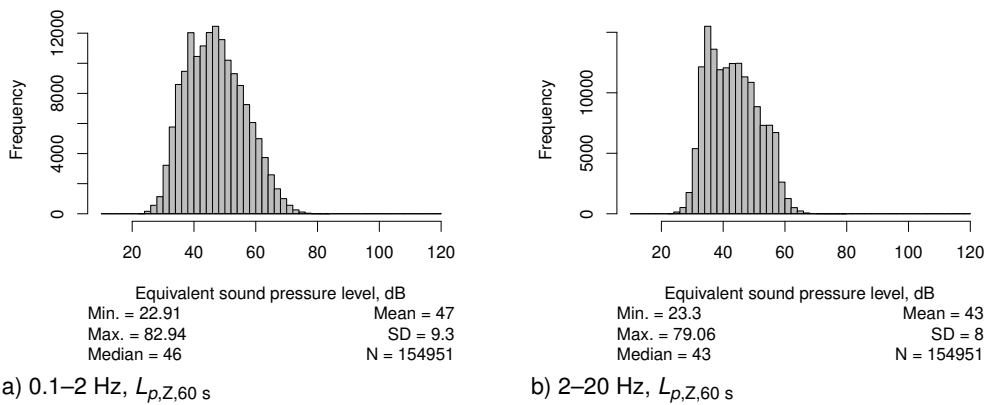 Frequency
0
4000
8000
12000
20
40
60
80
100
120
Equivalent sound pressure level, dB
Min. = 22.91 Mean = 47
Max. = 82.94 SD = 9.3
Median = 46 N = 154951
a) 0.1–2 Hz, Lp,Z,60 s
Frequency
0
5000
10000
20
40
60
80
100
120
Equivalent sound pressure level, dB
Min. = 23.3 Mean = 43
Max. = 79.06 SD = 8
Median = 43 N = 154951
b) 2–20 Hz, Lp,Z,60 s